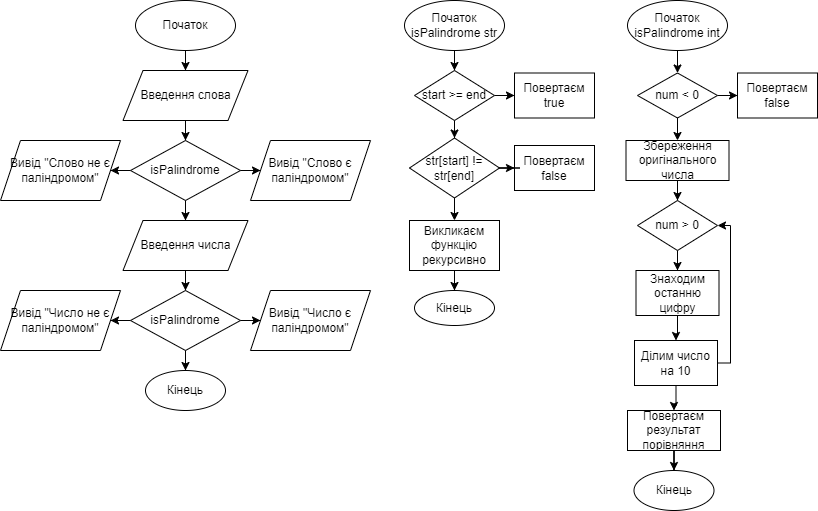 Початок
Введення слова
isPalindrome
Вивід "Слово не є
паліндромом"
Вивід "Слово є
паліндромом"
Введення числа
isPalindrome
Вивід "Число не є
паліндромом"
Вивід "Число є
паліндромом"
Кінець
Початок
isPalindrome str
start >= end
Повертаєм
true
str[start] !=
str[end]
Повертаєм
false
Викликаєм
функцію
рекурсивно
Кінець
Початок
isPalindrome int
num < 0
Повертаєм
false
Збереження
оригінального
числа
num > 0
Знаходим
останню
цифру
Ділим число
на 10
Повертаєм
результат
порівняння
Кінець